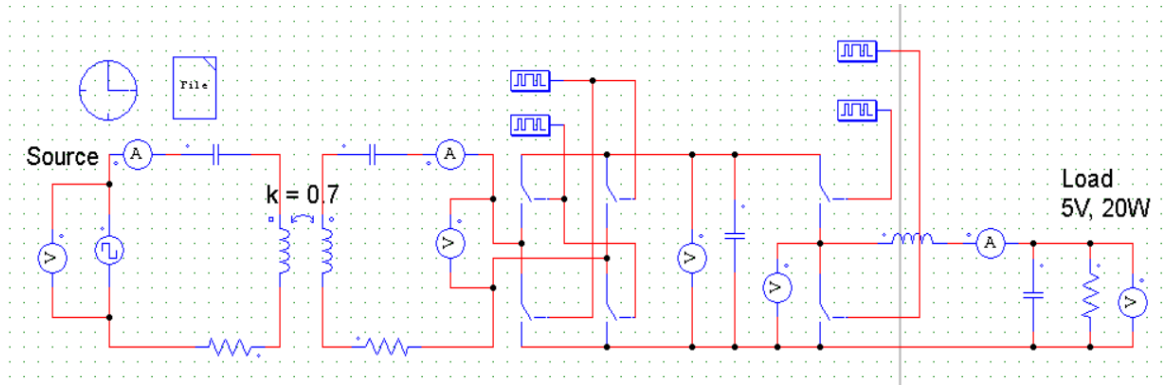 File
Source
A
A
k = 0.7
V
V
V
V
A
Load
5V, 20W
V